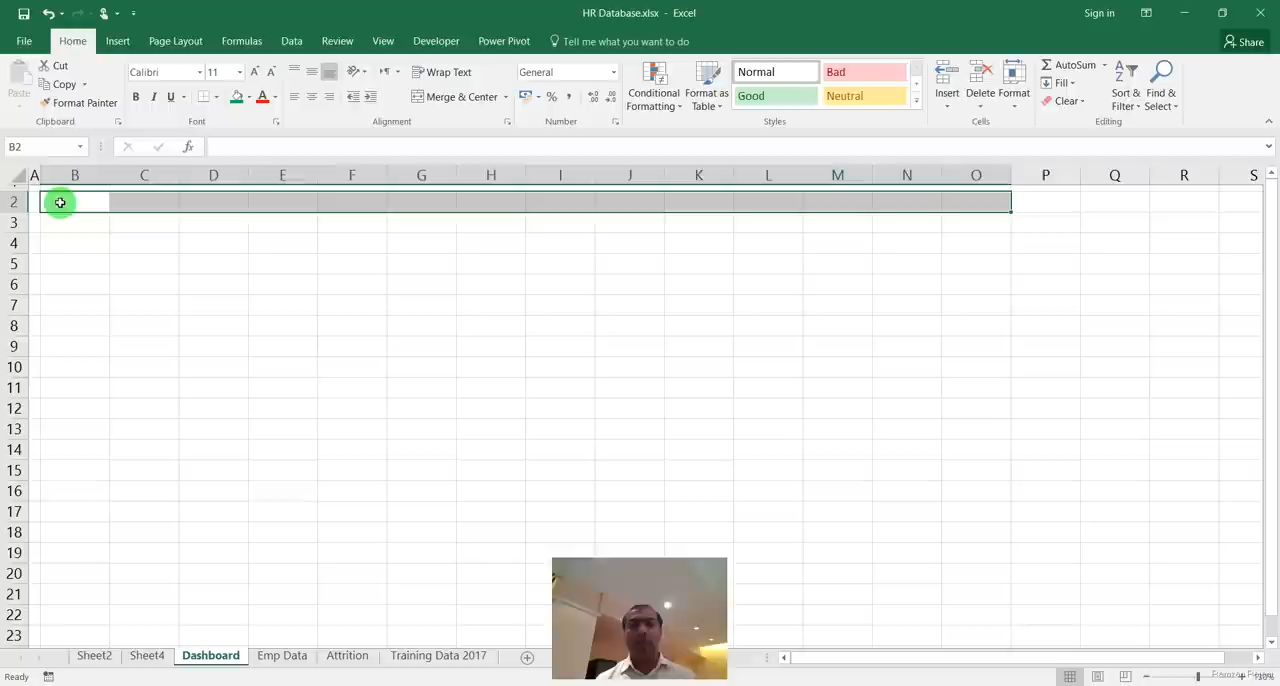 HR Database.xlsx - Excel
Sign in
File Home Insert Page Layout Formulas Data Review View Developer Power Pivot Tell me what you want to do Share
Paste Cut Copy Format Painter Clipboard
Calibri 11 B I U A Font
Wrap Text Merge & Center Alignment
General % , Number
Conditional Formatting Format as Table Normal Bad Good Neutral Styles
Insert Delete Format Cells
AutoSum Fill Clear Sort & Filter Find & Select Editing
B2 fx
A B C D E F G H I J K L M N O P Q R S
2
3
4
5
6
7
8
9
10
11
12
13
14
15
16
17
18
19
20
21
22
23
Sheet2 Sheet4 Dashboard Emp Data Attrition Training Data 2017
Ready